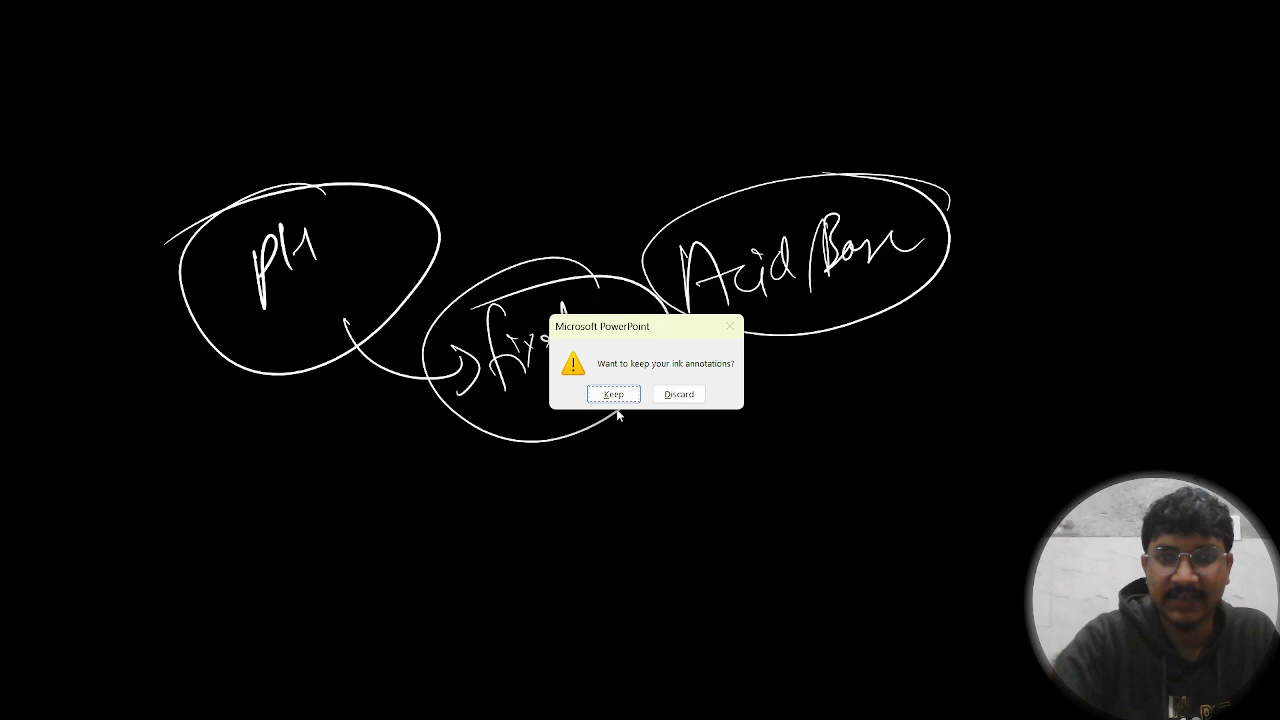 pH
Acid/Base
Microsoft PowerPoint
Want to keep your ink annotations?
Keep
Discard